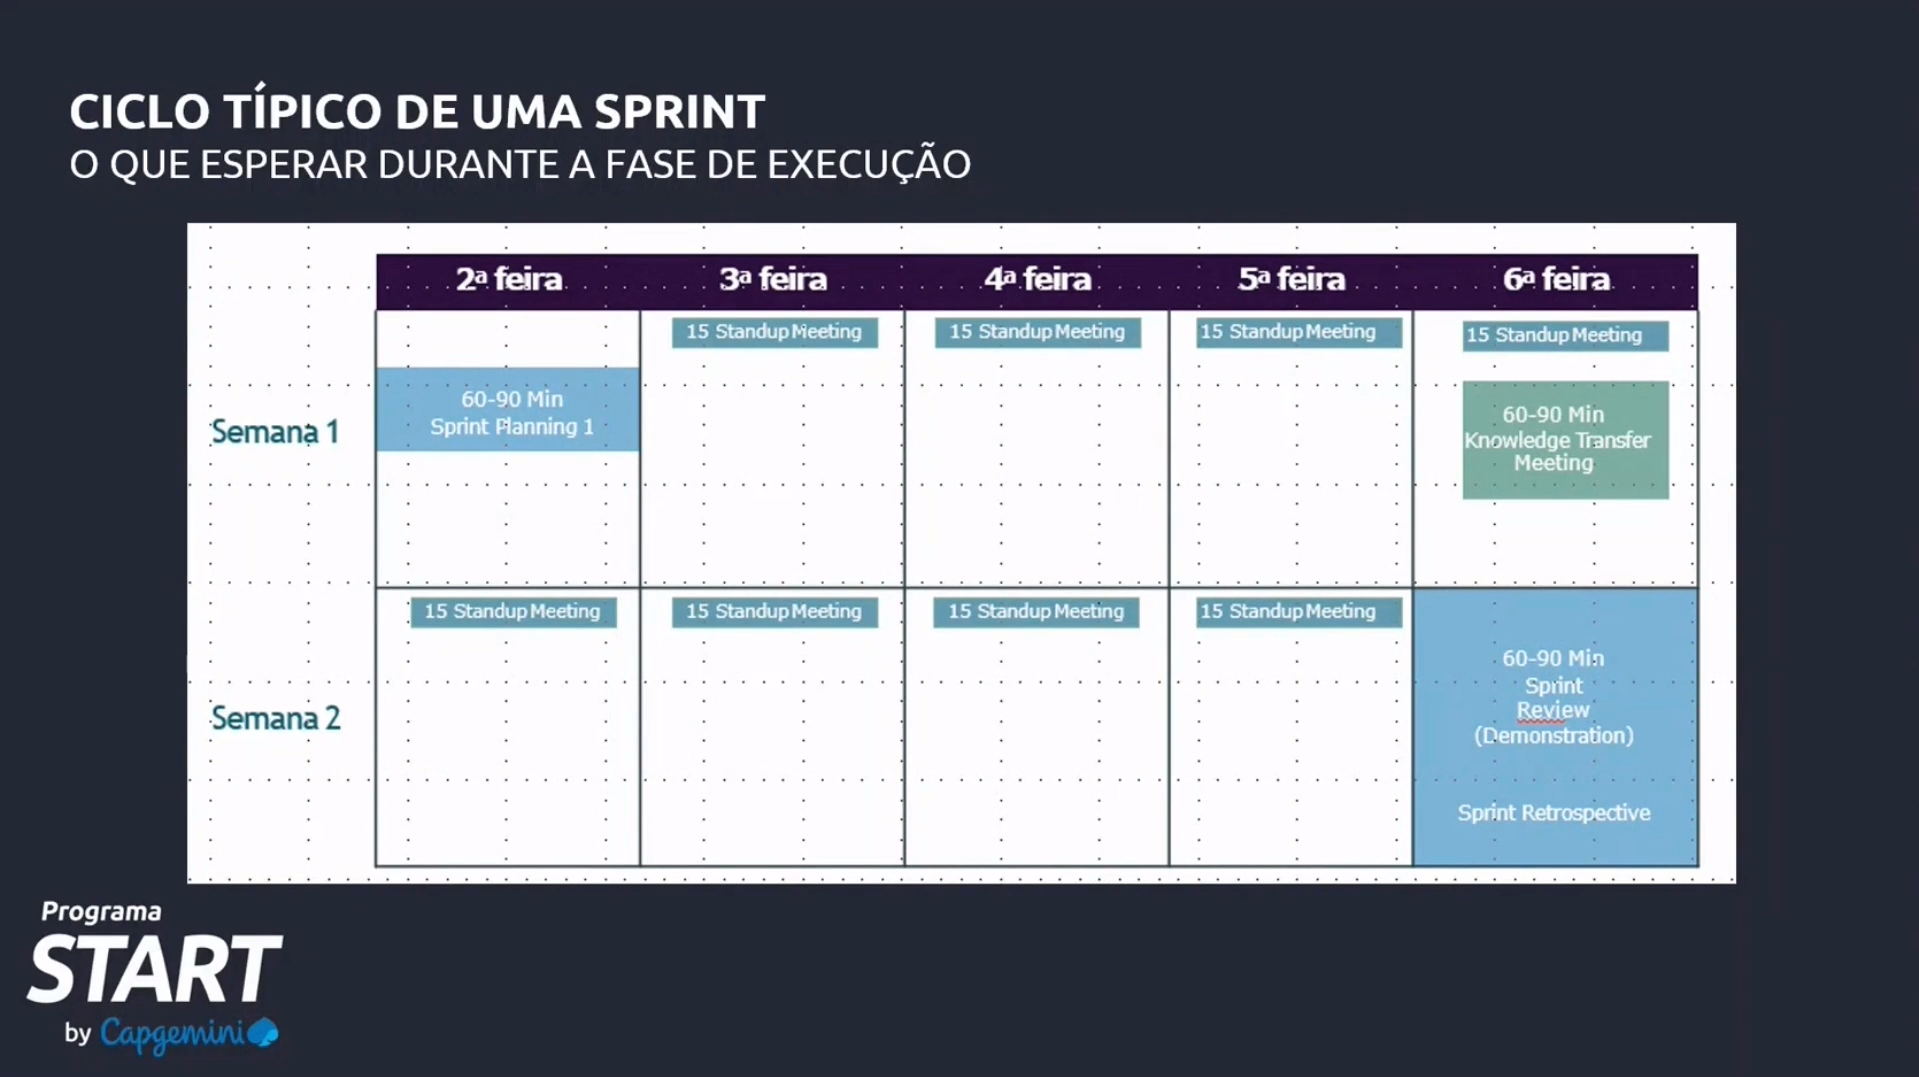 CICLO TÍPICO DE UMA SPRINT
O QUE ESPERAR DURANTE A FASE DE EXECUÇÃO
2ª feira 3ª feira 4ª feira 5ª feira 6ª feira
15 Standup Meeting 15 Standup Meeting 15 Standup Meeting 15 Standup Meeting
Semana 1
60-90 Min
Sprint Planning 1
60-90 Min
Knowledge Transfer
Meeting
15 Standup Meeting 15 Standup Meeting 15 Standup Meeting 15 Standup Meeting
Semana 2
60-90 Min
Sprint
Review
(Demonstration)
Sprint Retrospective
Programa
START
by Capgemini